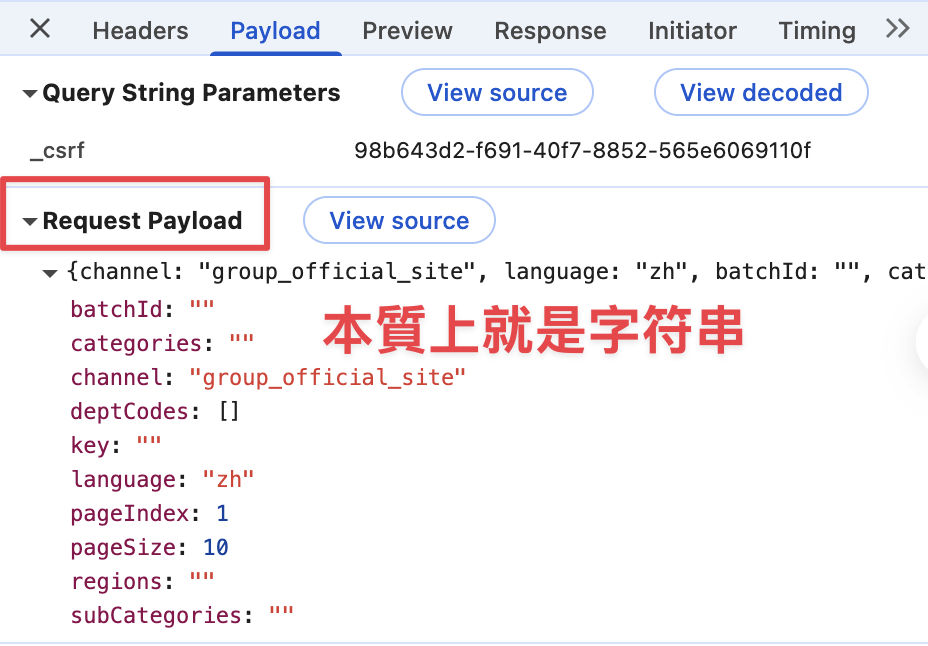 Headers Payload Preview Response Initiator Timing
Query String Parameters View source View decoded
_csrf 98b643d2-f691-40f7-8852-565e6069110f
Request Payload View source
{channel: "group_official_site", language: "zh", batchId: "", cat
batchId: ""
本質上就是字符串
categories: ""
channel: "group_official_site"
deptCodes: []
key: ""
language: "zh"
pageIndex: 1
pageSize: 10
regions: ""
subCategories: ""